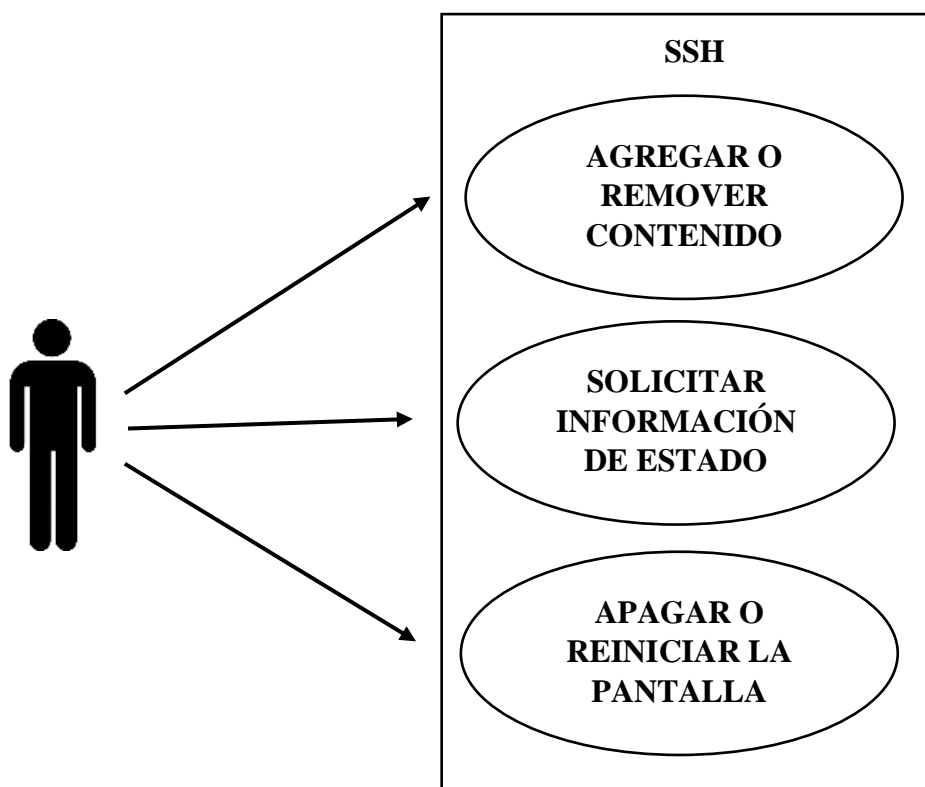 SSH
AGREGAR O
REMOVER
CONTENIDO
SOLICITAR
INFORMACIÓN
DE ESTADO
APAGAR O
REINICIAR LA
PANTALLA